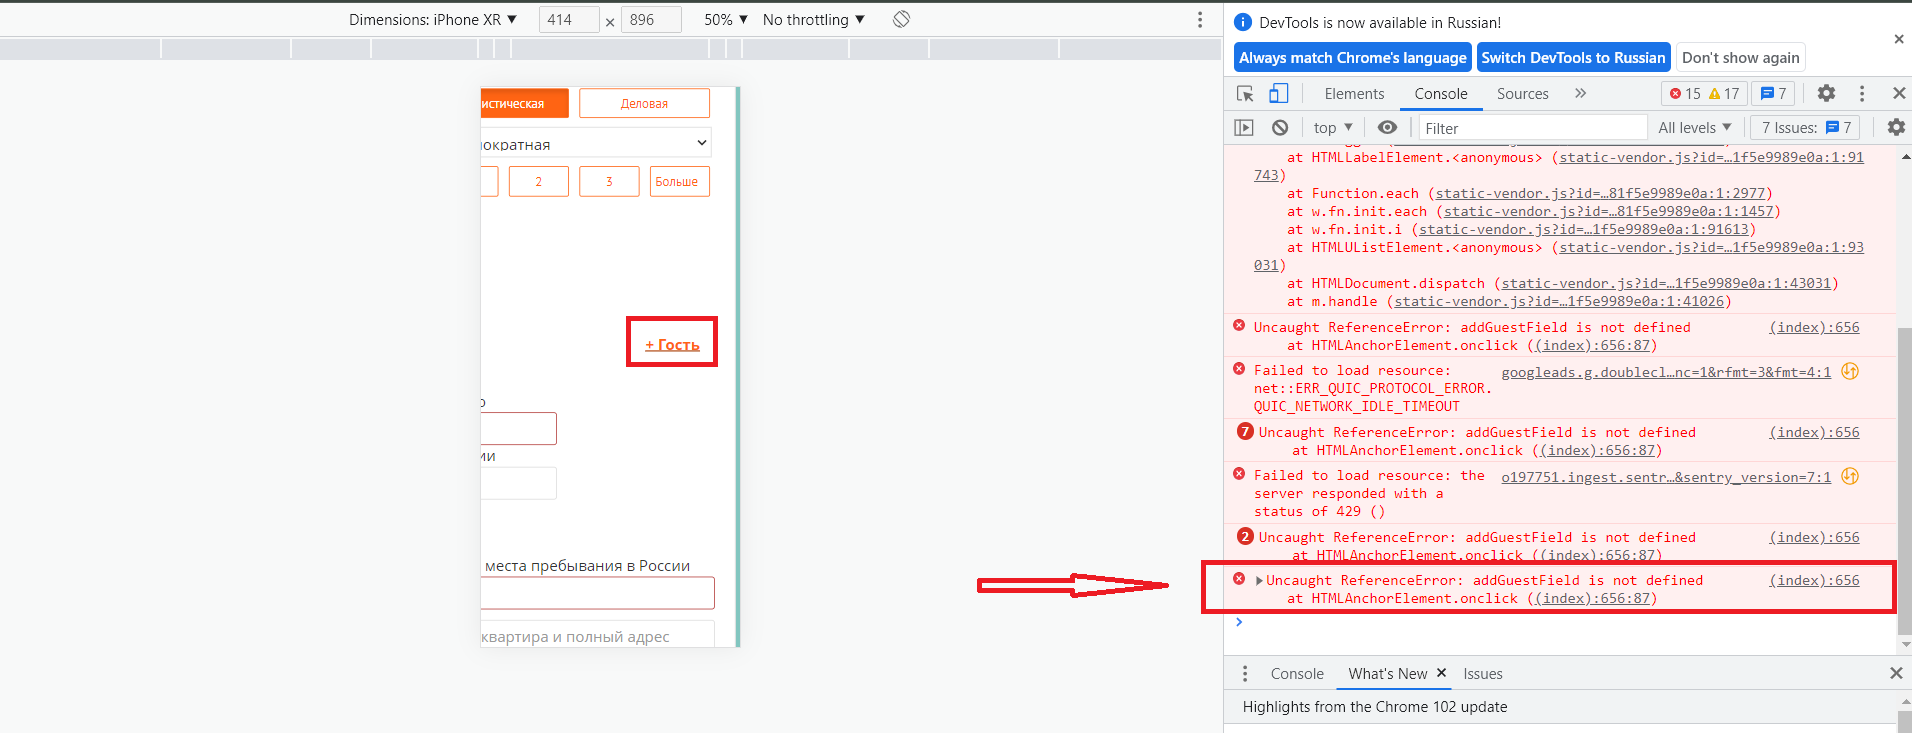 Dimensions: iPhone XR ▼ 414 × 896 50% ▼ No throttling ▼
истическая Деловая
нократная
2 3 Больше
+ Гость
о
ии
места пребывания в России
квартира и полный адрес
DevTools is now available in Russian!
Always match Chrome's language Switch DevTools to Russian Don't show again
Elements Console Sources » 15 17 7
top ▼ Filter All levels ▼ 7 Issues: 7
at HTMLLabelElement.<anonymous> (static-vendor.js?id=…1f5e9989e0a:1:91
743)
at Function.each (static-vendor.js?id=…81f5e9989e0a:1:2977)
at w.fn.init.each (static-vendor.js?id=…81f5e9989e0a:1:1457)
at w.fn.init.i (static-vendor.js?id=…1f5e9989e0a:1:91613)
at HTMLUListElement.<anonymous> (static-vendor.js?id=…1f5e9989e0a:1:93
031)
at HTMLDocument.dispatch (static-vendor.js?id=…1f5e9989e0a:1:43031)
at m.handle (static-vendor.js?id=…1f5e9989e0a:1:41026)
Uncaught ReferenceError: addGuestField is not defined (index):656
at HTMLAnchorElement.onclick ((index):656:87)
Failed to load resource: googleads.g.doublecl…nc=1&rfmt=3&fmt=4:1
net::ERR_QUIC_PROTOCOL_ERROR.
QUIC_NETWORK_IDLE_TIMEOUT
7 Uncaught ReferenceError: addGuestField is not defined (index):656
at HTMLAnchorElement.onclick ((index):656:87)
Failed to load resource: the o197751.ingest.sentr…&sentry_version=7:1
server responded with a
status of 429 ()
2 Uncaught ReferenceError: addGuestField is not defined (index):656
at HTMLAnchorElement.onclick ((index):656:87)
Uncaught ReferenceError: addGuestField is not defined (index):656
at HTMLAnchorElement.onclick ((index):656:87)
Console What's New Issues
Highlights from the Chrome 102 update